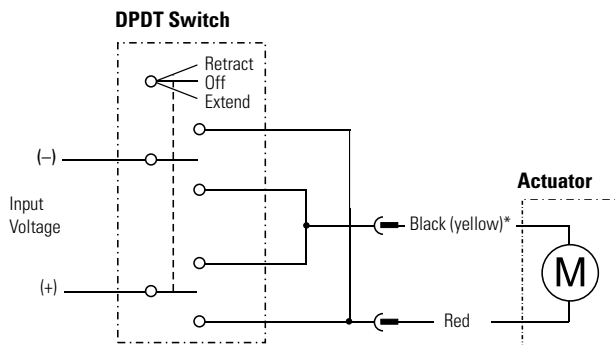 DPDT Switch
Retract
Off
Extend
(–)
Input
Voltage
(+)
Black (yellow)*
Red
Actuator
M